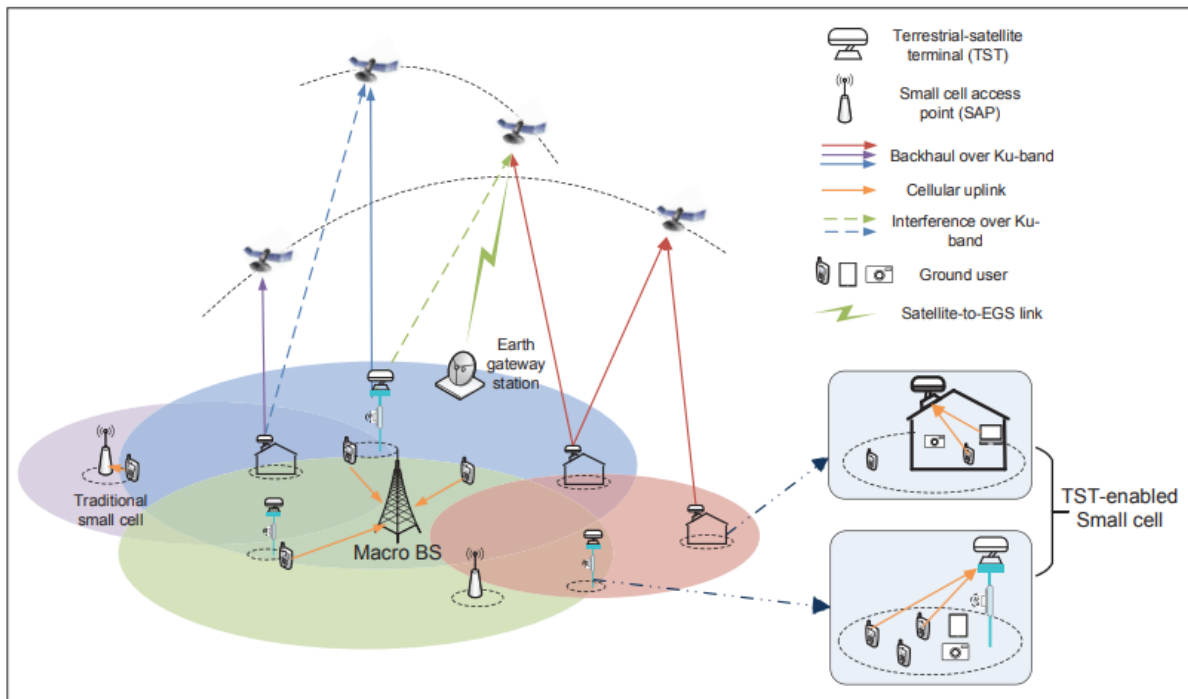 Terrestrial-satellite
terminal (TST)
Small cell access
point (SAP)
Backhaul over Ku-band
Cellular uplink
Interference over Ku-
band
Ground user
Satellite-to-EGS link
Earth
gateway
station
Traditional
small cell
Macro BS
TST-enabled
Small cell